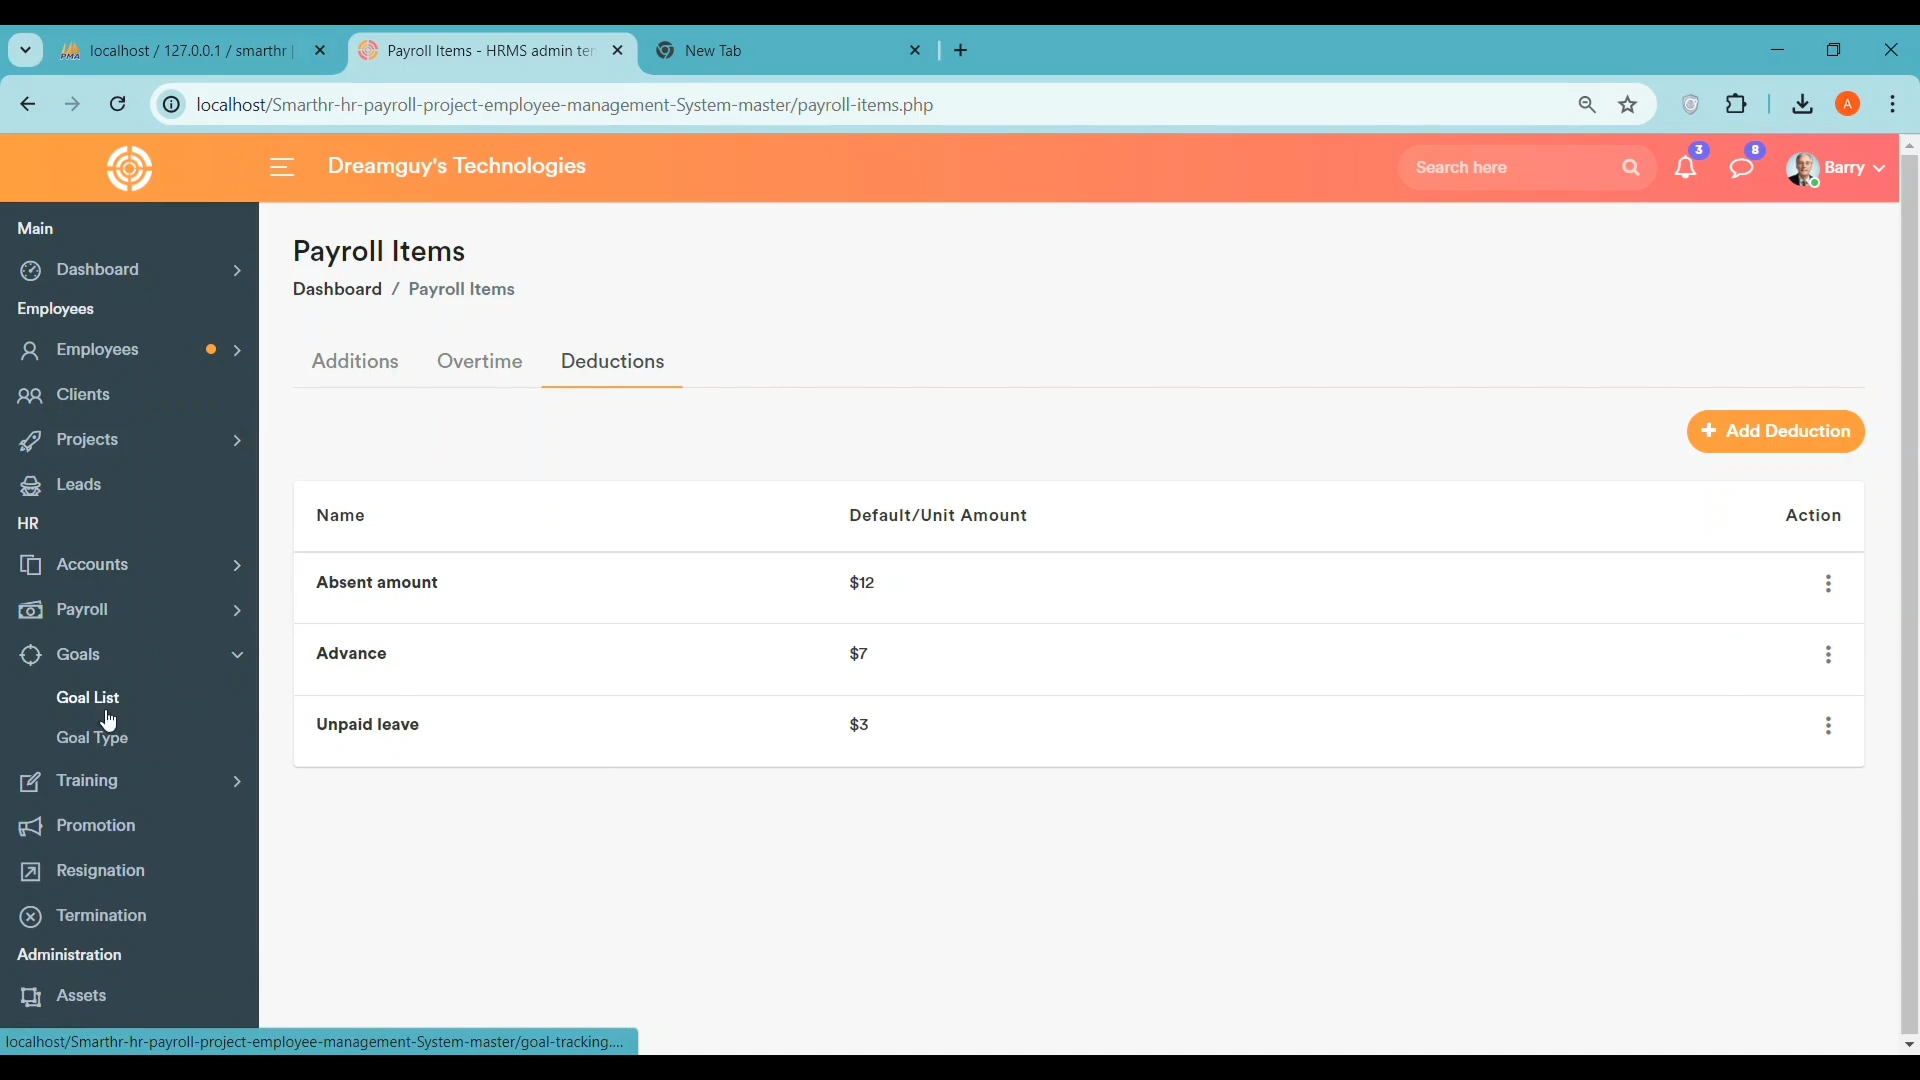 localhost / 127.0.0.1 / smarthr |
Payroll Items - HRMS admin ter
New Tab
localhost/Smarthr-hr-payroll-project-employee-management-System-master/payroll-items.php
A
Dreamguy's Technologies
Search here
3
8
Barry
Main
Dashboard
Employees
Employees
Clients
Projects
Leads
HR
Accounts
Payroll
Goals
Goal List
Goal Type
Training
Promotion
Resignation
Termination
Administration
Assets
Payroll Items
Dashboard / Payroll Items
Additions Overtime Deductions
+ Add Deduction
Name Default/Unit Amount Action
Absent amount $12
Advance $7
Unpaid leave $3
localhost/Smarthr-hr-payroll-project-employee-management-System-master/goal-tracking....